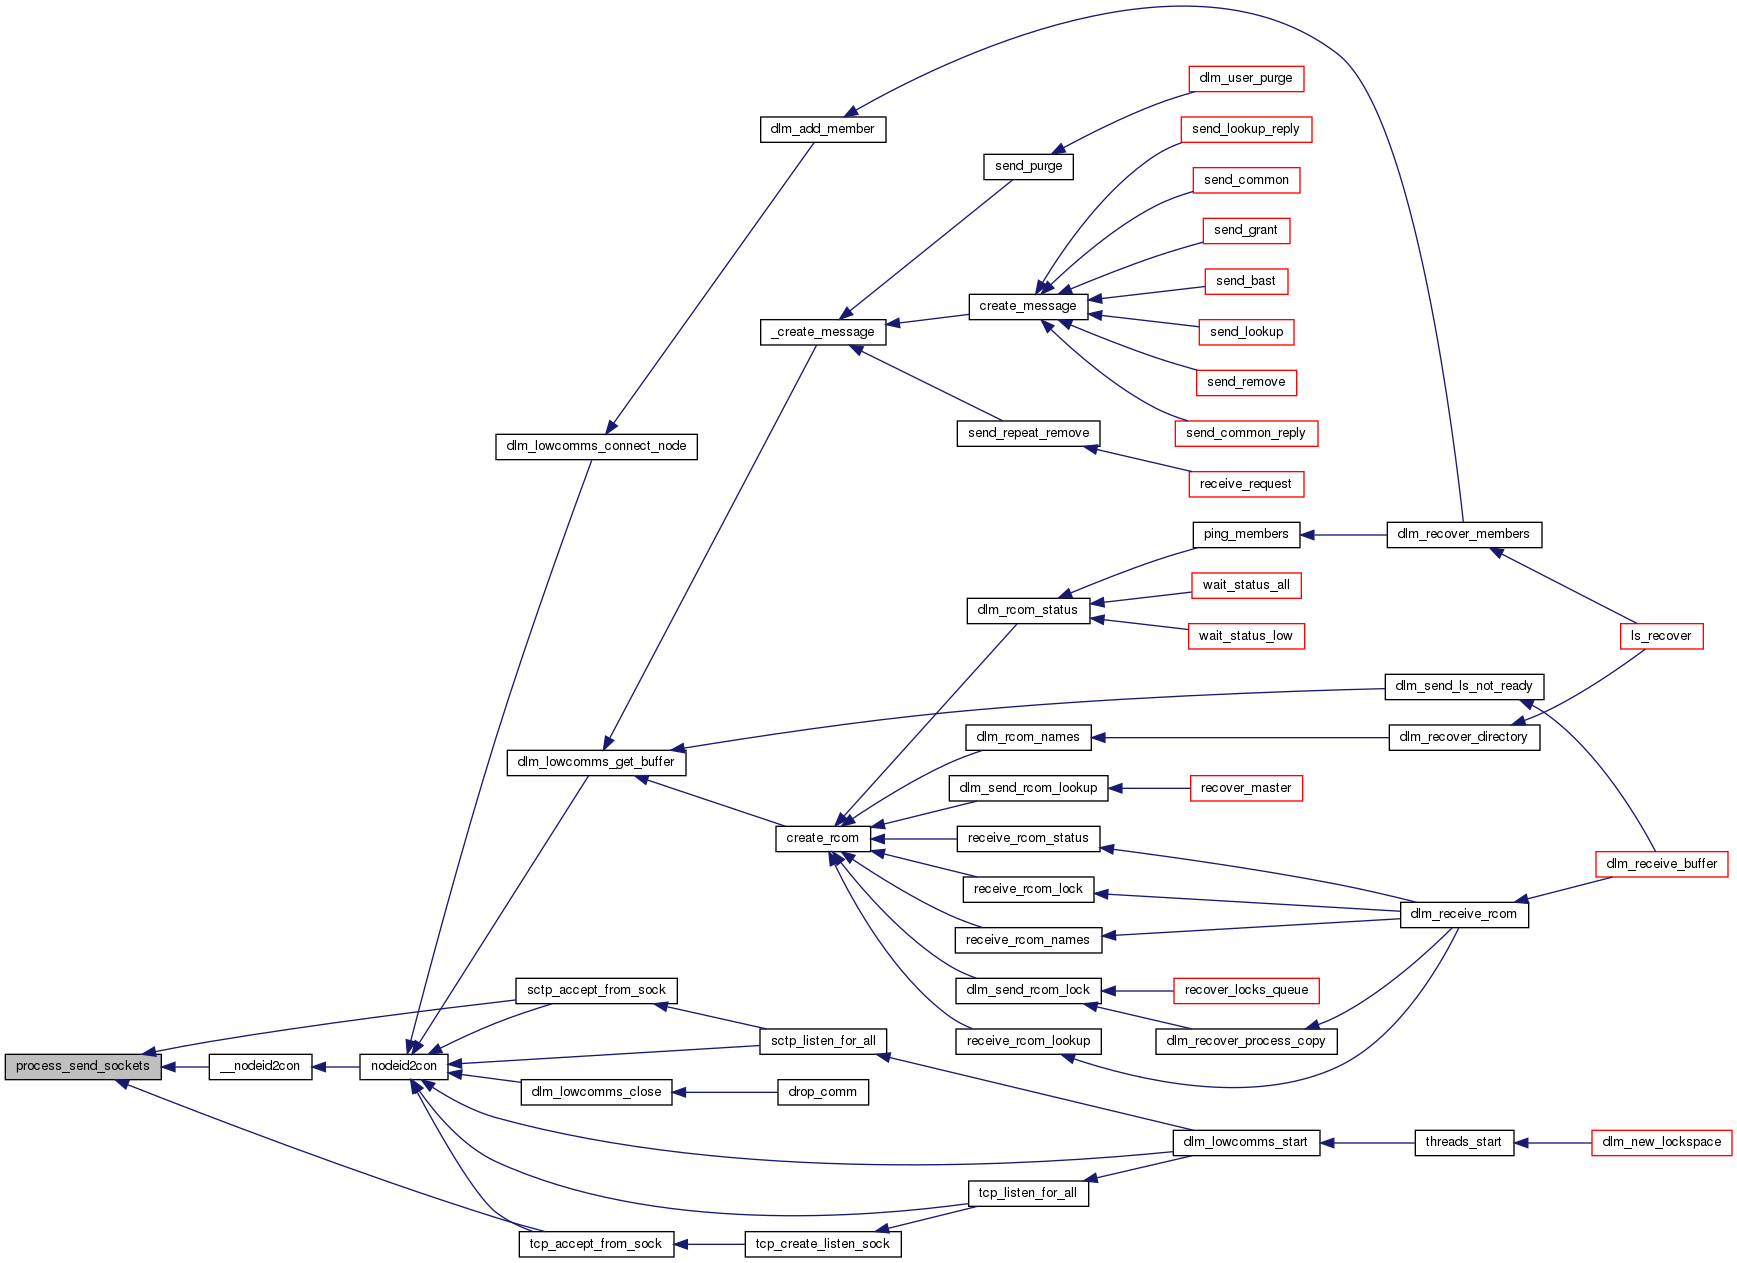 dlm_user_purge
dlm_add_member
send_lookup_reply
send_purge
send_common
send_grant
send_bast
create_message
_create_message
send_lookup
send_remove
send_repeat_remove
send_common_reply
dlm_lowcomms_connect_node
receive_request
ping_members
dlm_recover_members
wait_status_all
dlm_rcom_status
wait_status_low
ls_recover
dlm_send_ls_not_ready
dlm_rcom_names
dlm_recover_directory
dlm_lowcomms_get_buffer
dlm_send_rcom_lookup
recover_master
create_rcom
receive_rcom_status
dlm_receive_buffer
receive_rcom_lock
dlm_receive_rcom
receive_rcom_names
sctp_accept_from_sock
dlm_send_rcom_lock
recover_locks_queue
sctp_listen_for_all
receive_rcom_lookup
dlm_recover_process_copy
process_send_sockets
__nodeid2con
nodeid2con
dlm_lowcomms_close
drop_comm
dlm_lowcomms_start
threads_start
dlm_new_lockspace
tcp_listen_for_all
tcp_accept_from_sock
tcp_create_listen_sock